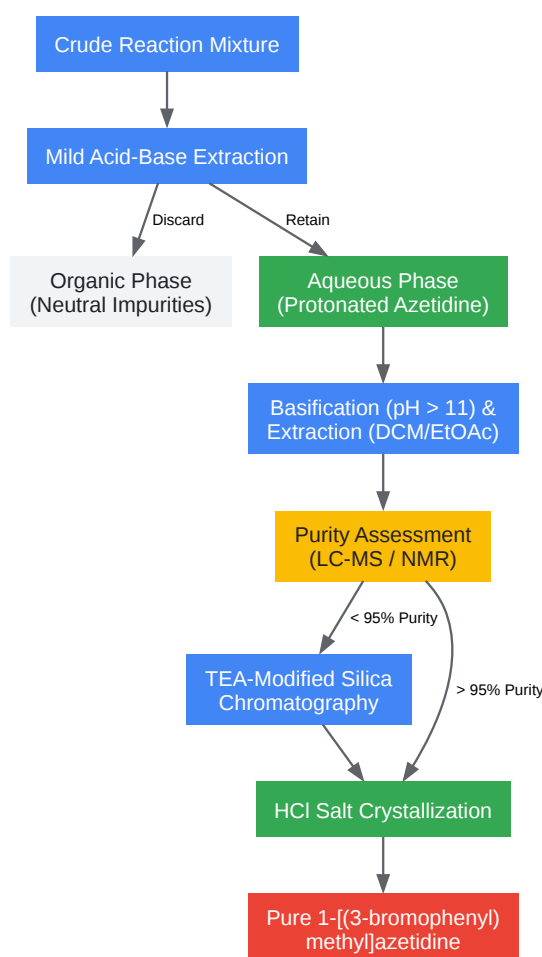 Crude Reaction Mixture
Mild Acid-Base Extraction
Discard
Retain
Organic Phase
(Neutral Impurities)
Aqueous Phase
(Protonated Azetidine)
Basification (pH > 11) &
Extraction (DCM/EtOAc)
Purity Assessment
(LC-MS / NMR)
< 95% Purity
> 95% Purity
TEA-Modified Silica
Chromatography
HCl Salt Crystallization
Pure 1-[(3-bromophenyl)
methyl]azetidine